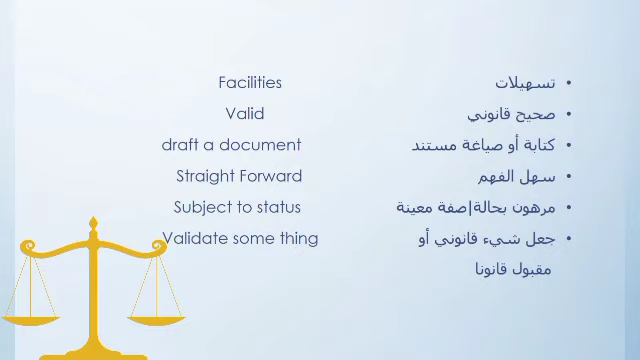 Facilities تسهيلات
Valid صحيح قانوني
draft a document كتابة أو صياغة مستند
Straight Forward سهل الفهم
Subject to status مرهون بحالة|صفة معينة
Validate some thing جعل شيء قانوني أو
مقبول قانونا